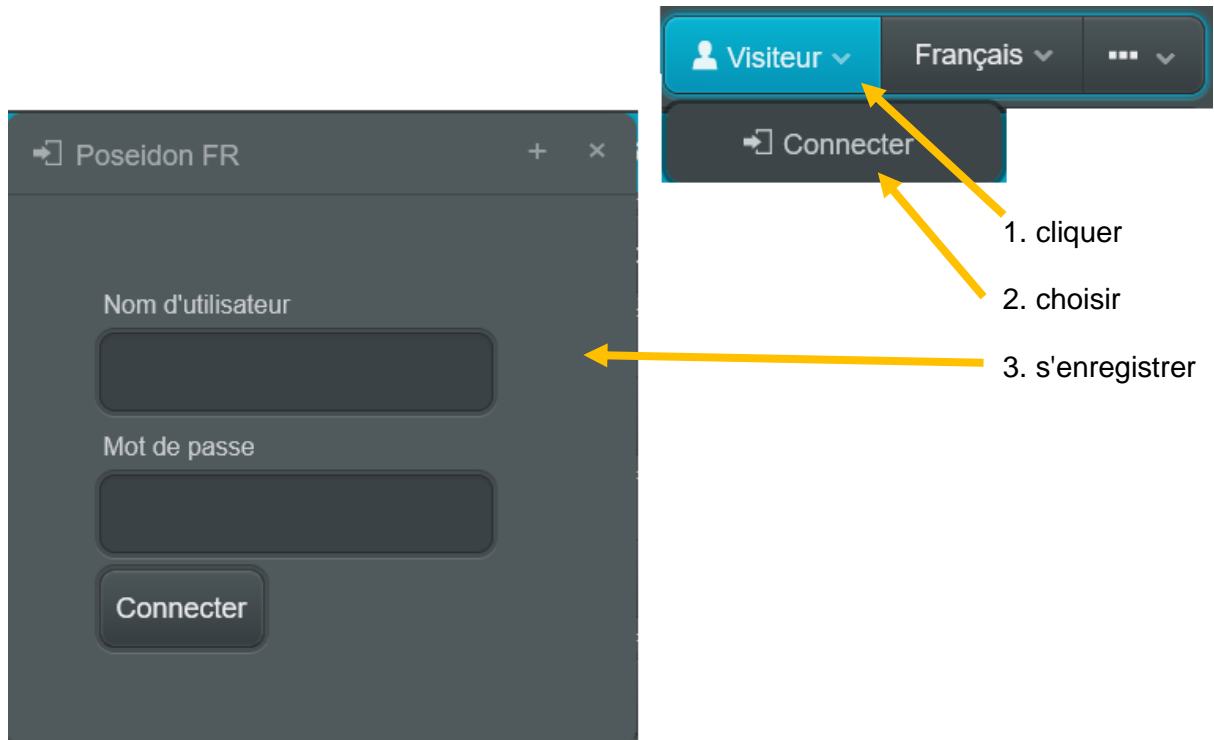 Visiteur
Français
Connecter
Poseidon FR
1. cliquer
2. choisir
3. s'enregistrer
Nom d'utilisateur
Mot de passe
Connecter